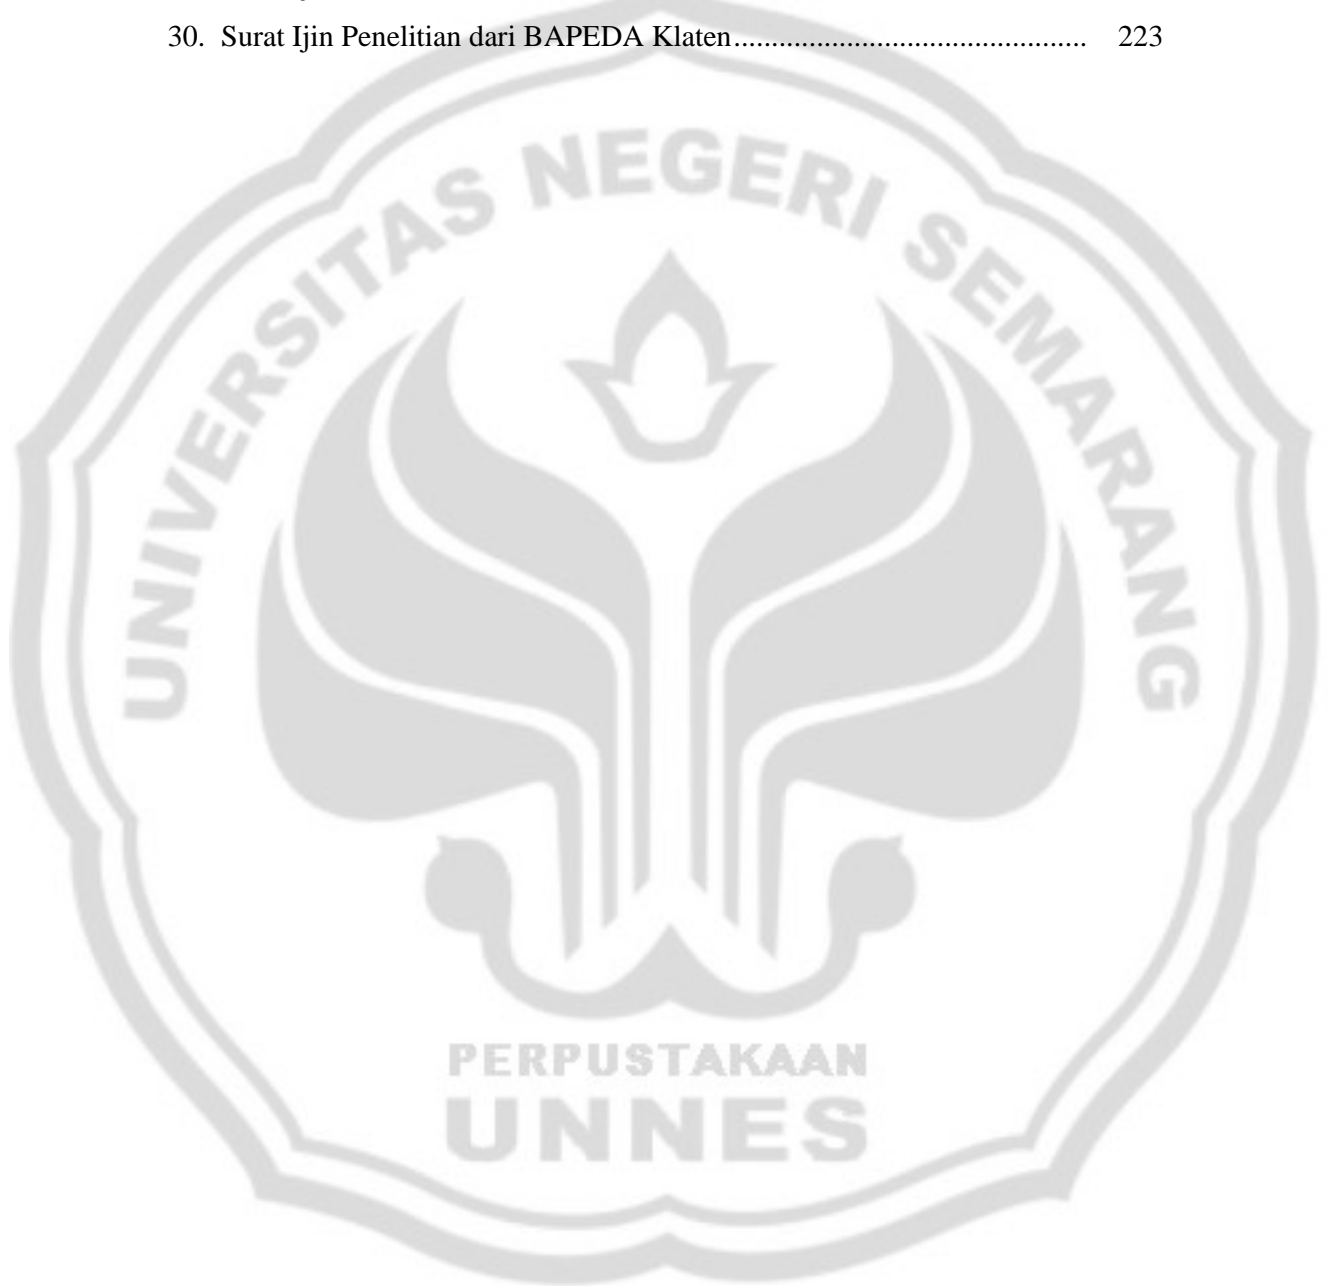 30. Surat Ijin Penelitian dari BAPEDA Klaten............................................. 223
UNIVERSITAS NEGERI SEMARANG
PERPUSTAKAAN
UNNES